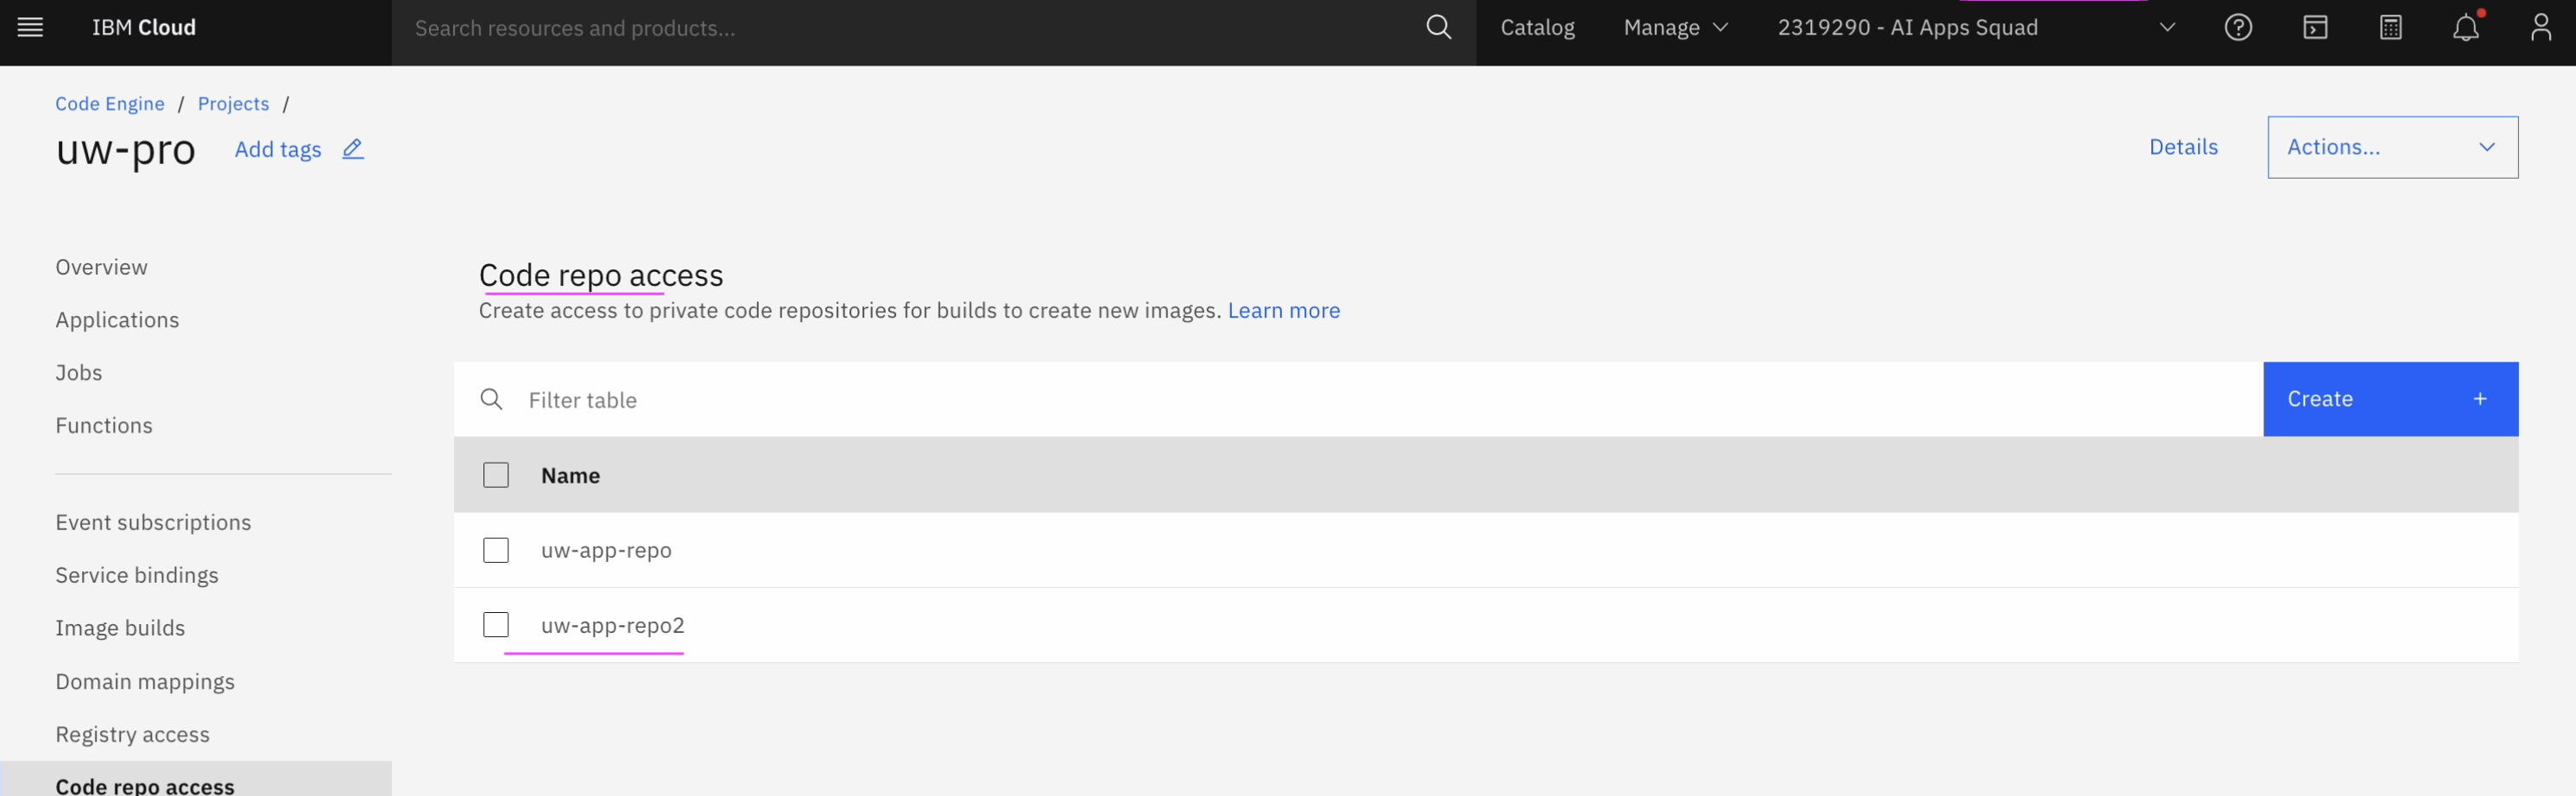 IBM Cloud
Search resources and products...
Catalog
Manage
2319290 - AI Apps Squad
Code Engine / Projects /
uw-pro
Add tags
Details
Actions...
Overview
Applications
Jobs
Functions
Event subscriptions
Service bindings
Image builds
Domain mappings
Registry access
Code repo access
Code repo access
Create access to private code repositories for builds to create new images. Learn more
Filter table
Create +
Name
uw-app-repo
uw-app-repo2